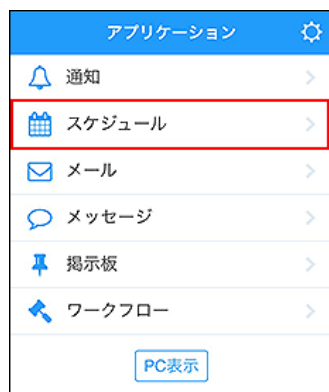 アプリケーション
通知
スケジュール
メール
メッセージ
掲示板
ワークフロー
PC表示